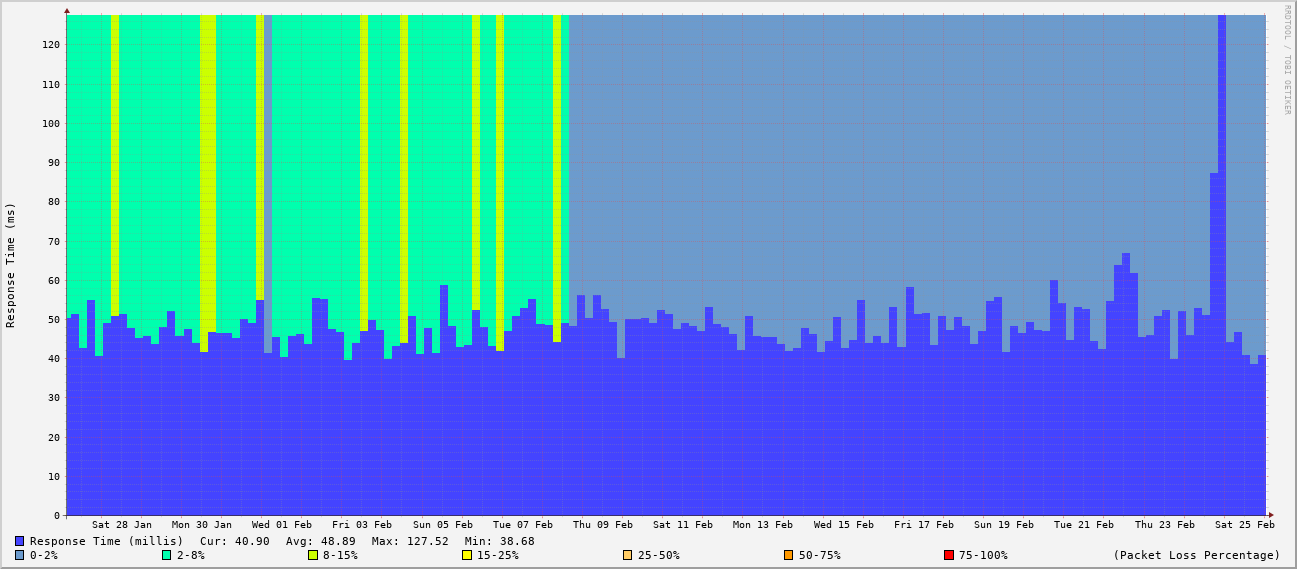 RRDTOOL / TOBI OETIKER
Response Time (ms)
120
110
100
90
80
70
60
50
40
30
20
10
0
Sat 28 Jan Mon 30 Jan Wed 01 Feb Fri 03 Feb Sun 05 Feb Tue 07 Feb Thu 09 Feb Sat 11 Feb Mon 13 Feb Wed 15 Feb Fri 17 Feb Sun 19 Feb Tue 21 Feb Thu 23 Feb Sat 25 Feb
Response Time (millis) Cur: 40.90 Avg: 48.89 Max: 127.52 Min: 38.68
0-2% 2-8% 8-15% 15-25% 25-50% 50-75% 75-100% (Packet Loss Percentage)